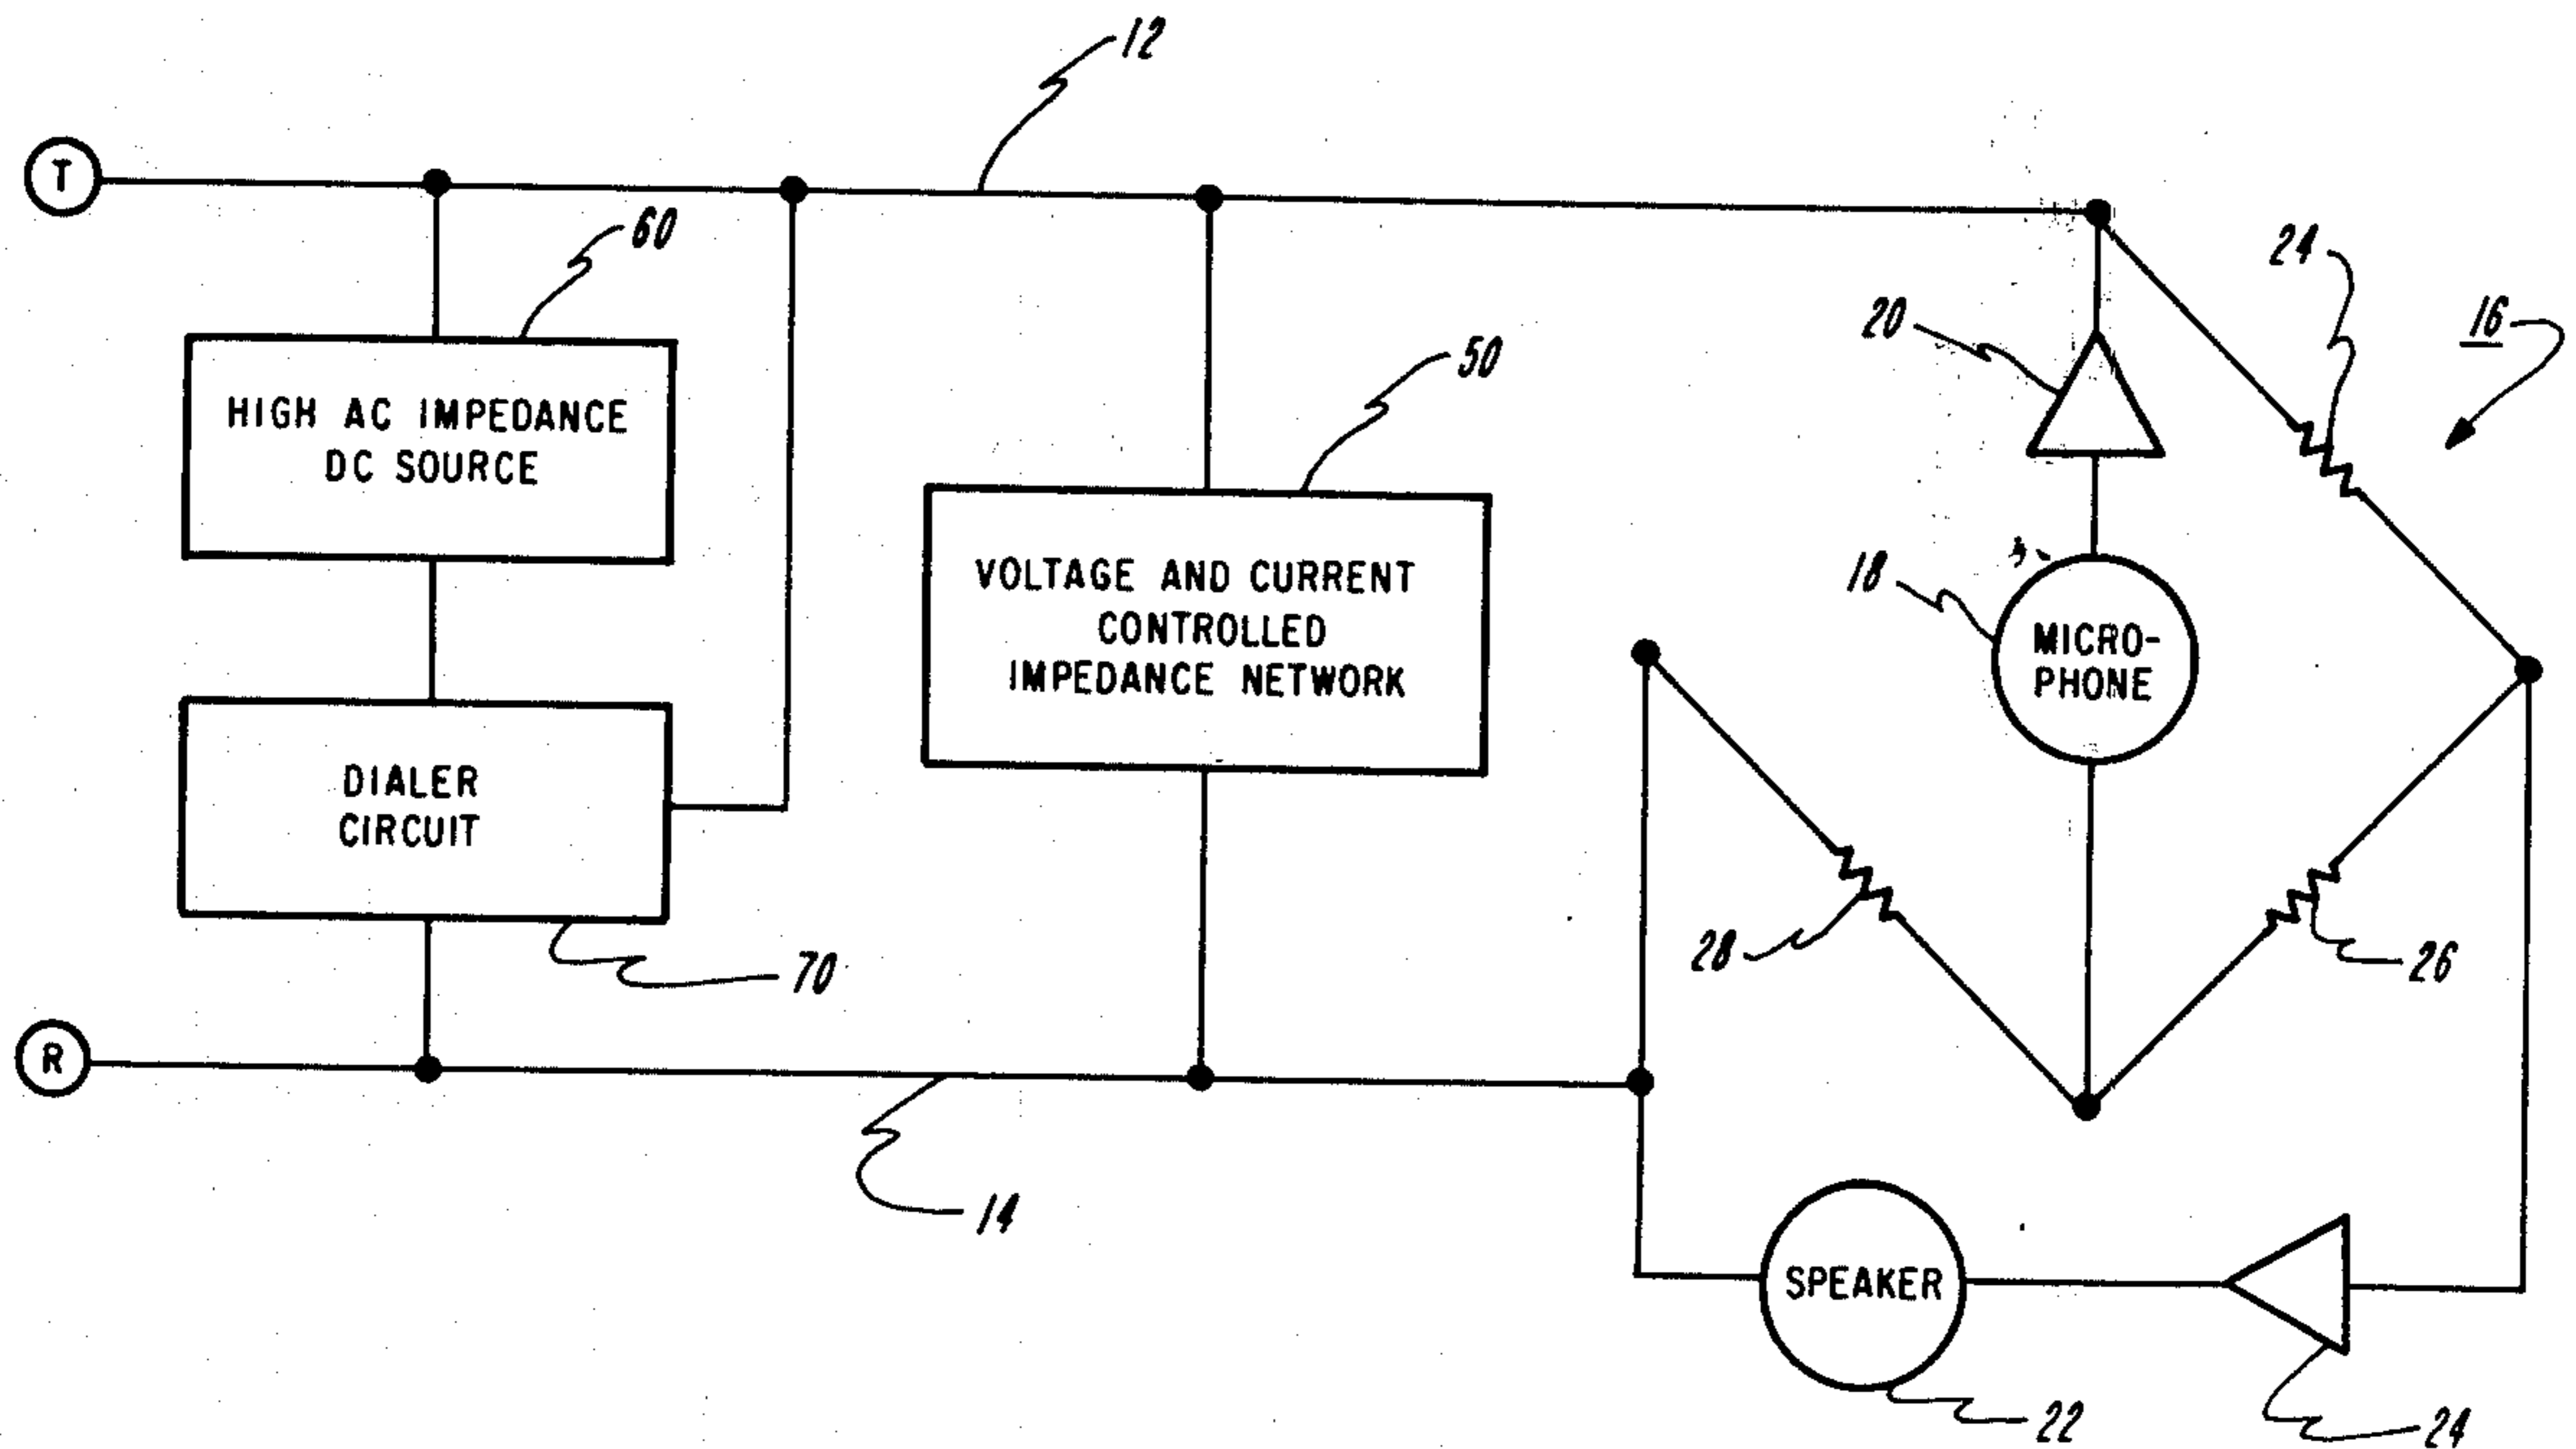 12
T
60
24
16
20
50
HIGH AC IMPEDANCE
DC SOURCE
VOLTAGE AND CURRENT
CONTROLLED
IMPEDANCE NETWORK
18
MICRO-
PHONE
DIALER
CIRCUIT
28
26
70
R
14
SPEAKER
22
24